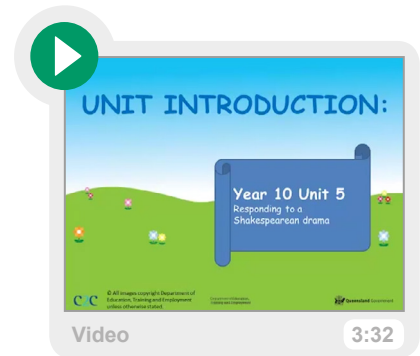 UNIT INTRODUCTION:
Year 10 Unit 5
Responding to a
Shakespearean drama
© All images copyright Department of
Education, Training and Employment
unless otherwise stated.
Queensland Government
Video
3:32